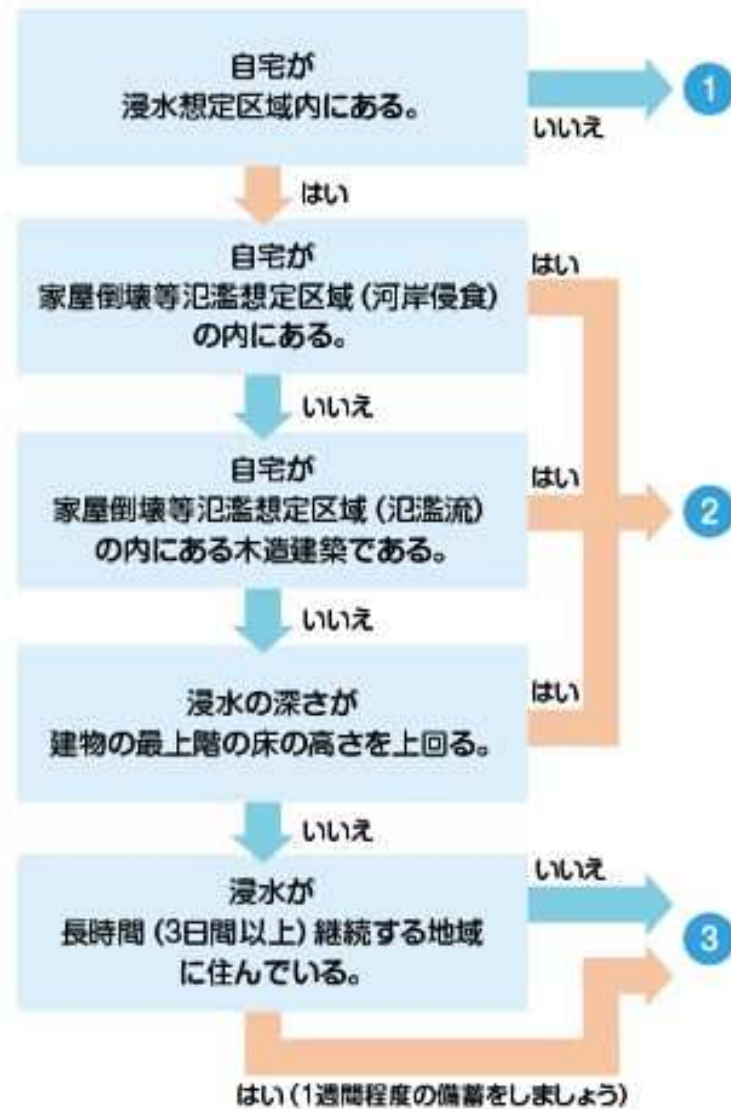 自宅が
浸水想定区域内にある。
いいえ
1
はい
自宅が
家屋倒壊等氾濫想定区域(河岸侵食)
の内にある。
はい
いいえ
自宅が
家屋倒壊等氾濫想定区域(氾濫流)
の内にある木造建築である。
はい
2
いいえ
浸水の深さが
建物の最上階の床の高さを上回る。
はい
いいえ
浸水が
長時間(3日間以上)継続する地域
に住んでいる。
いいえ
3
はい(1週間程度の備蓄をしましょう)